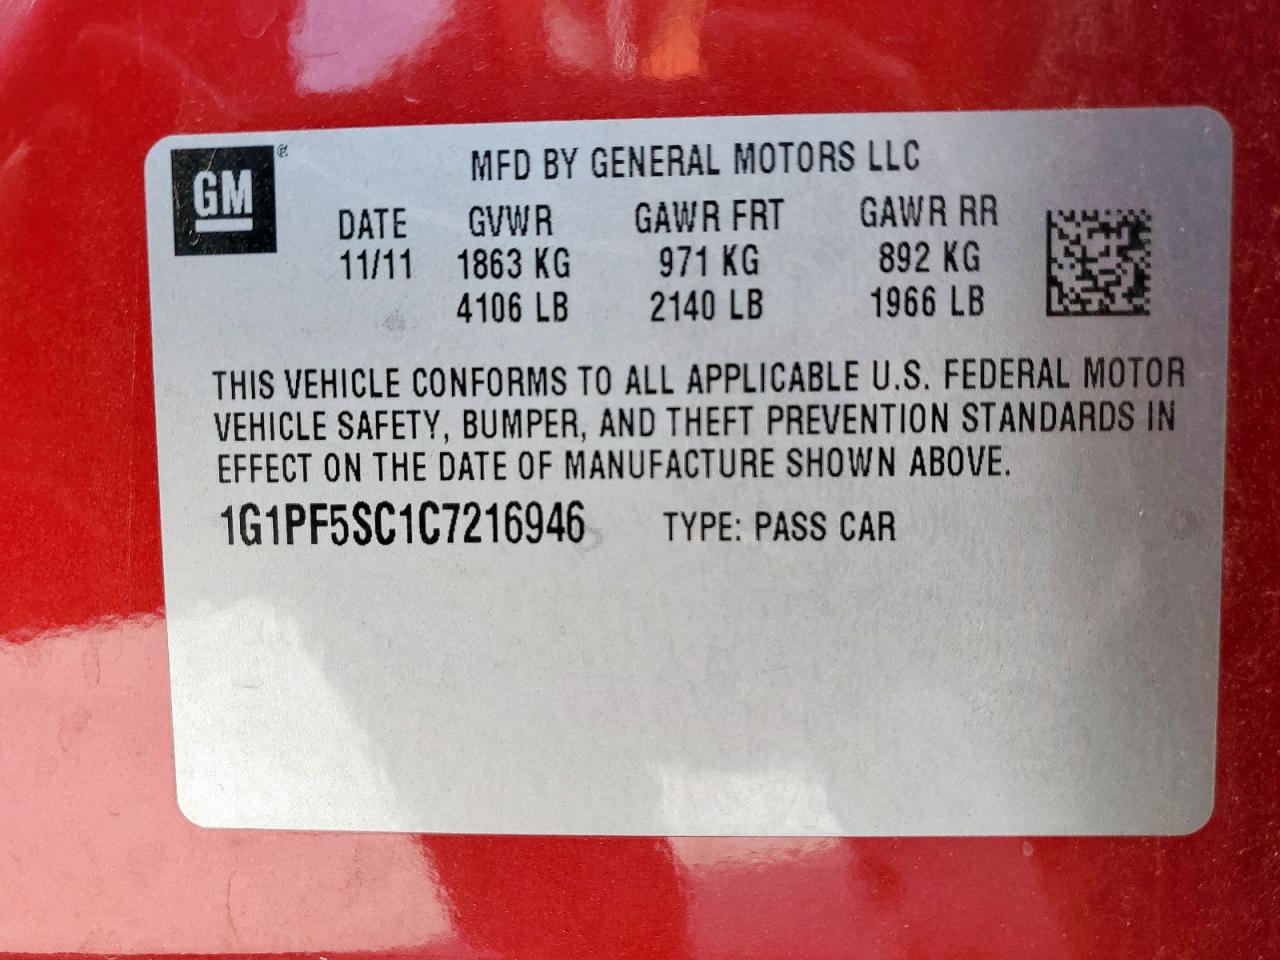 GM®
MFD BY GENERAL MOTORS LLC
DATE GVWR GAWR FRT GAWR RR
11/11 1863 KG 971 KG 892 KG
4106 LB 2140 LB 1966 LB
THIS VEHICLE CONFORMS TO ALL APPLICABLE U.S. FEDERAL MOTOR
VEHICLE SAFETY, BUMPER, AND THEFT PREVENTION STANDARDS IN
EFFECT ON THE DATE OF MANUFACTURE SHOWN ABOVE.
1G1PF5SC1C7216946 TYPE: PASS CAR